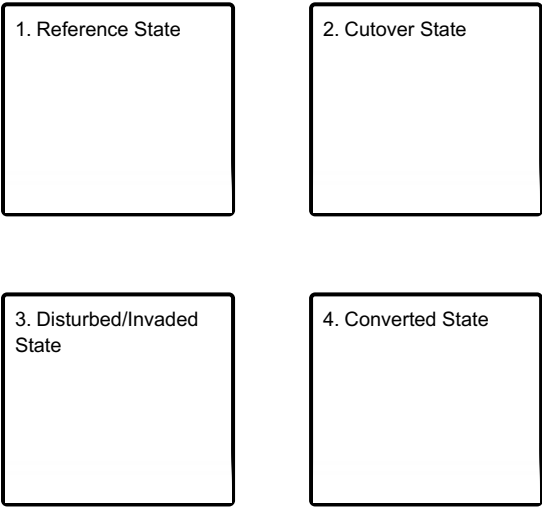 1. Reference State
2. Cutover State
3. Disturbed/Invaded
State
4. Converted State